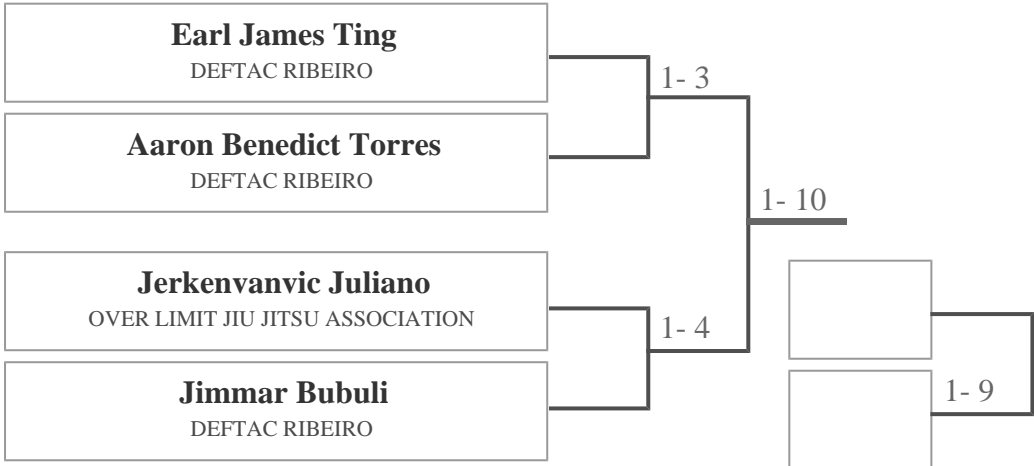 Earl James Ting
DEFTAC RIBEIRO
1- 3
Aaron Benedict Torres
DEFTAC RIBEIRO
1- 10
Jerkenvanvic Juliano
OVER LIMIT JIU JITSU ASSOCIATION
1- 4
Jimmar Bubuli
DEFTAC RIBEIRO
1- 9